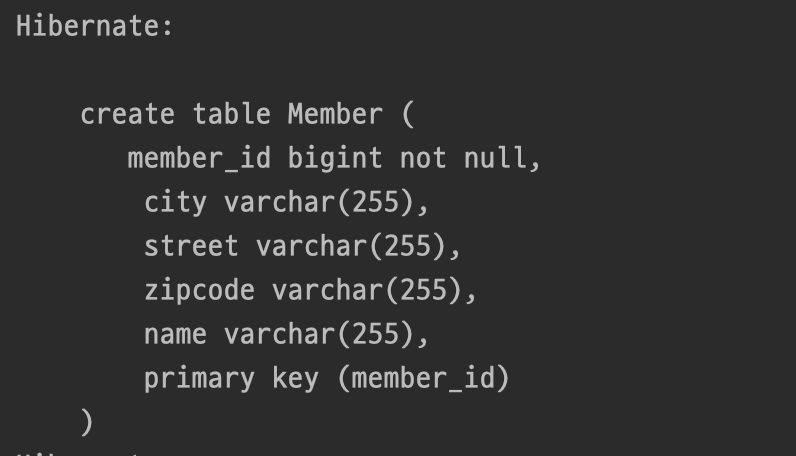 Hibernate:
create table Member (
member_id bigint not null,
city varchar(255),
street varchar(255),
zipcode varchar(255),
name varchar(255),
primary key (member_id)
)